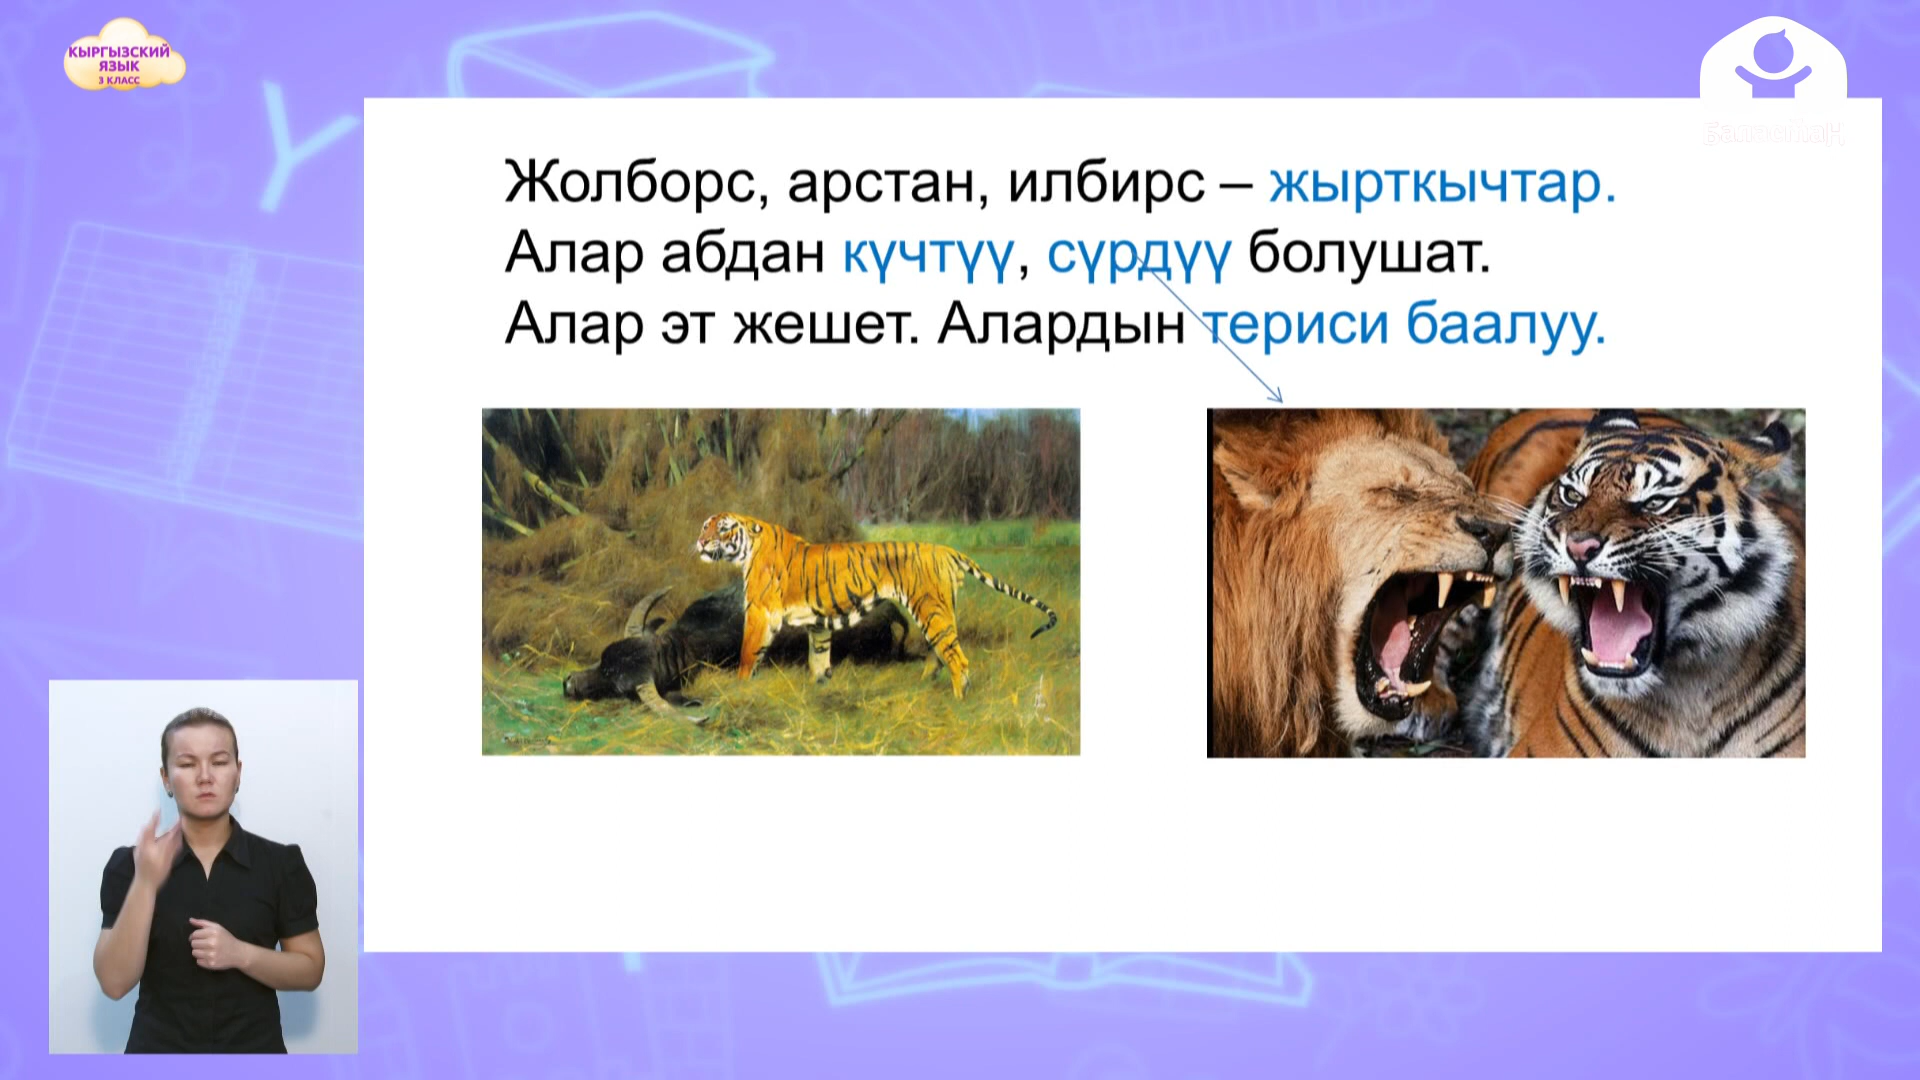 КЫРГЫЗСКИЙ
ЯЗЫК
3 КЛАСС
Жолборс, арстан, илбирс – жырткычтар.
Алар абдан күчтүү, сүрдүү болушат.
Алар эт жешет. Алардын териси баалуу.